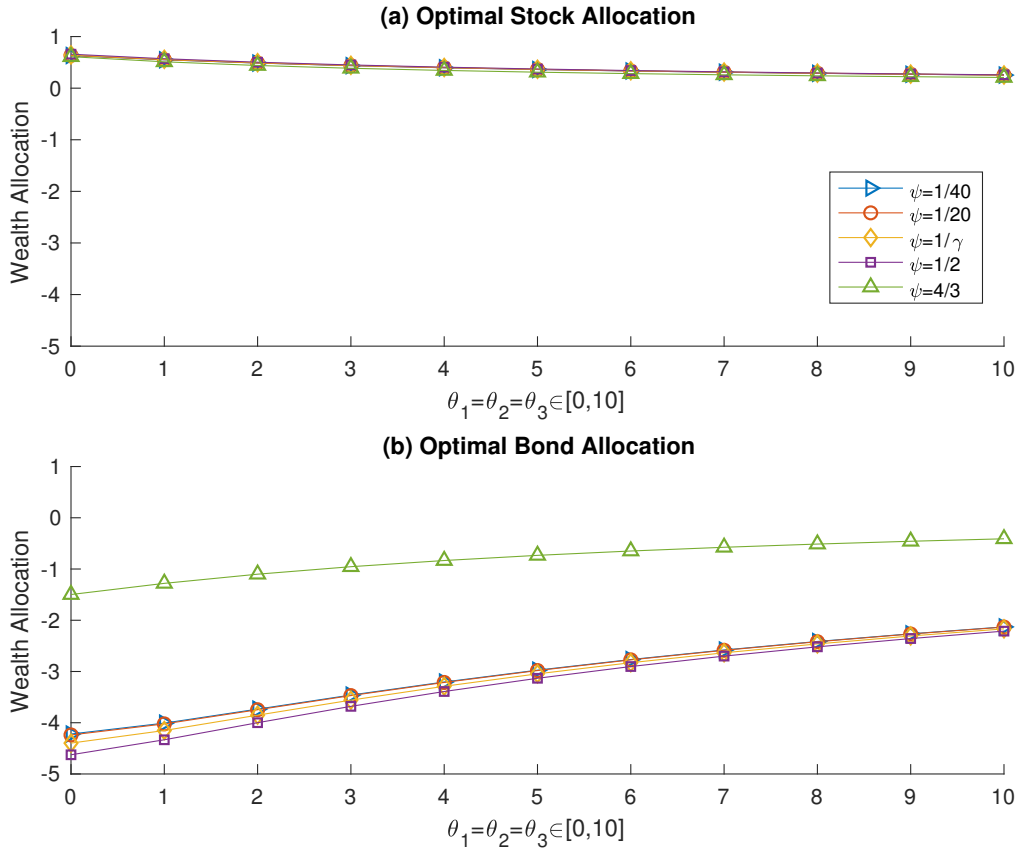 (a) Optimal Stock Allocation
Wealth Allocation
1
0
-1
-2
-3
-4
-5
ψ=1/40
ψ=1/20
ψ=1/γ
ψ=1/2
ψ=4/3
0 1 2 3 4 5 6 7 8 9 10
θ₁=θ₂=θ₃∈[0,10]
(b) Optimal Bond Allocation
Wealth Allocation
1
0
-1
-2
-3
-4
-5
0 1 2 3 4 5 6 7 8 9 10
θ₁=θ₂=θ₃∈[0,10]